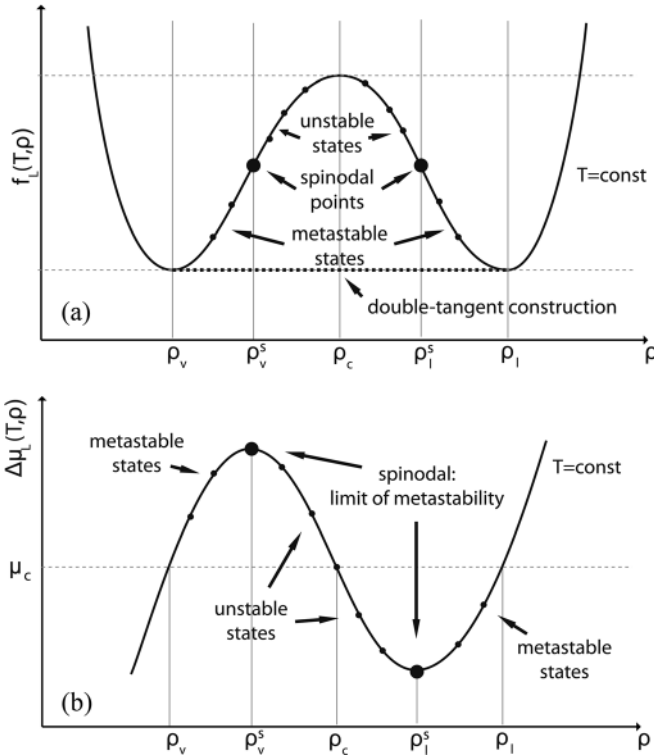 f_L(T,ρ)
unstable
states
spinodal
points
T=const
metastable
states
double-tangent construction
(a)
ρ_v
ρ_v^s
ρ_c
ρ_l^s
ρ_l
ρ
Δμ_L(T,ρ)
metastable
states
spinodal:
limit of metastability
T=const
μ_c
unstable
states
metastable
states
(b)
ρ_v
ρ_v^s
ρ_c
ρ_l^s
ρ_l
ρ